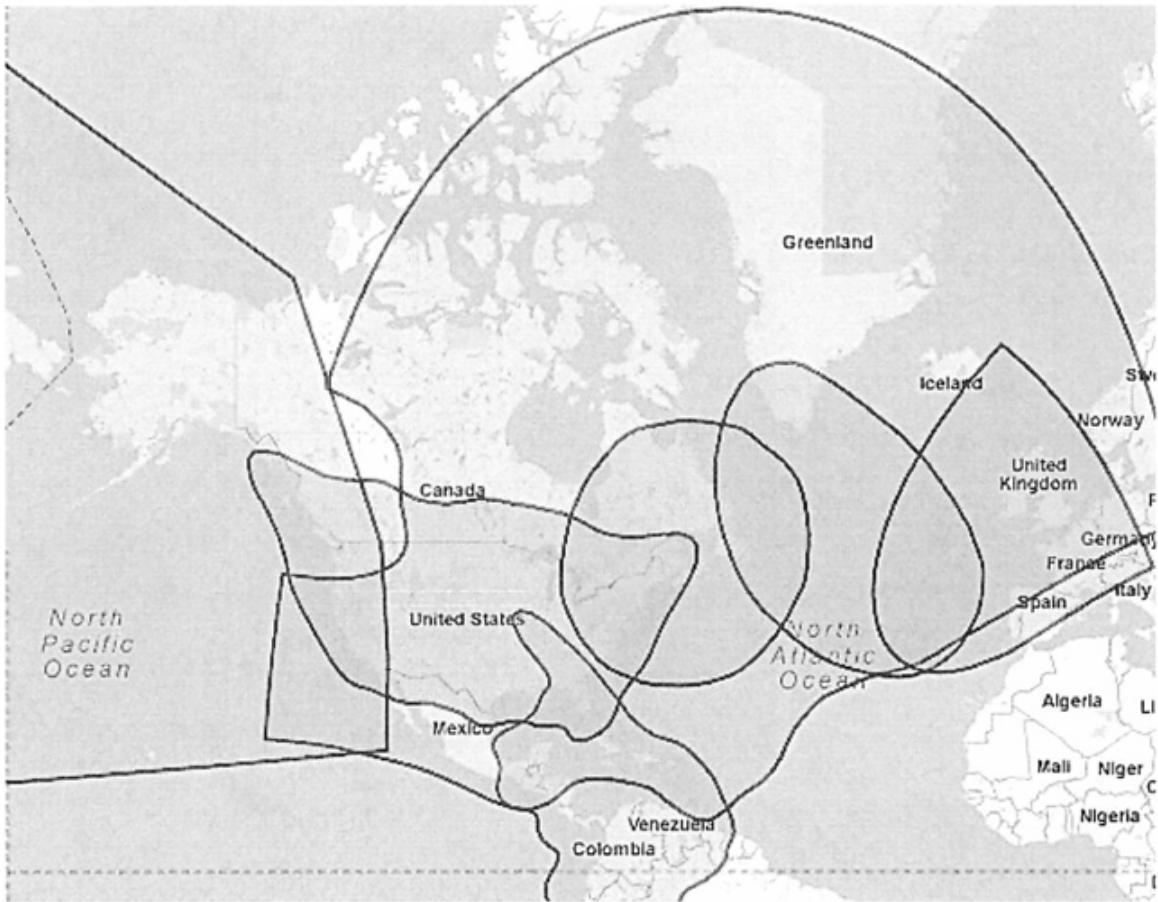 Greenland
Iceland
Norway
United
Kingdom
Canada
Germany
France
Italy
Spain
North
Pacific
Ocean
United States
North
Atlantic
Ocean
Algeria
Mexico
Mali
Niger
Nigeria
Venezuela
Colombia